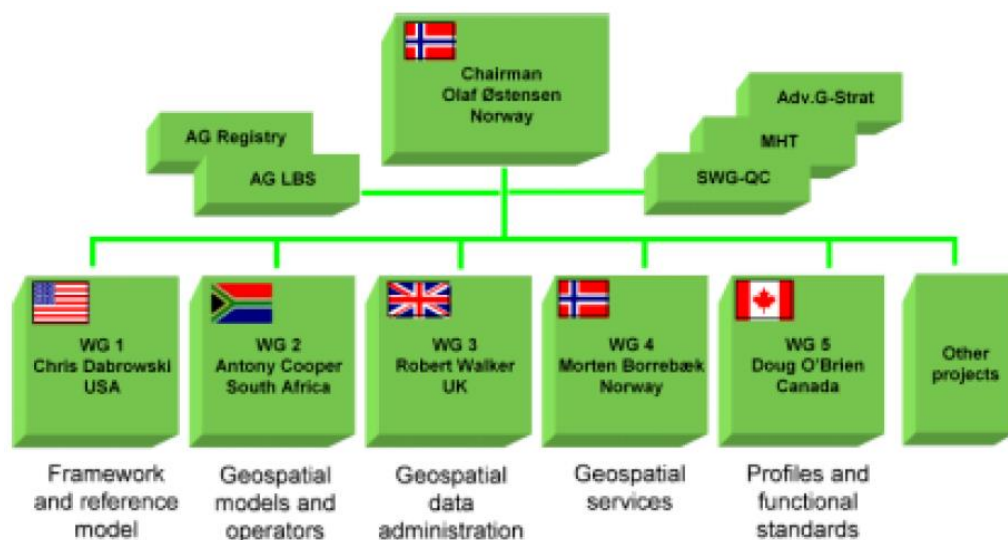 Chairman
Olaf Østensen
Norway
AG Registry
AG LBS
Adv.G-Strat
MHT
SWG-QC
WG 1
Chris Dabrowski
USA
WG 2
Antony Cooper
South Africa
WG 3
Robert Walker
UK
WG 4
Morten Borrebæk
Norway
WG 5
Doug O'Brien
Canada
Other
projects
Framework
and reference
model
Geospatial
models and
operators
Geospatial
data
administration
Geospatial
services
Profiles and
functional
standards